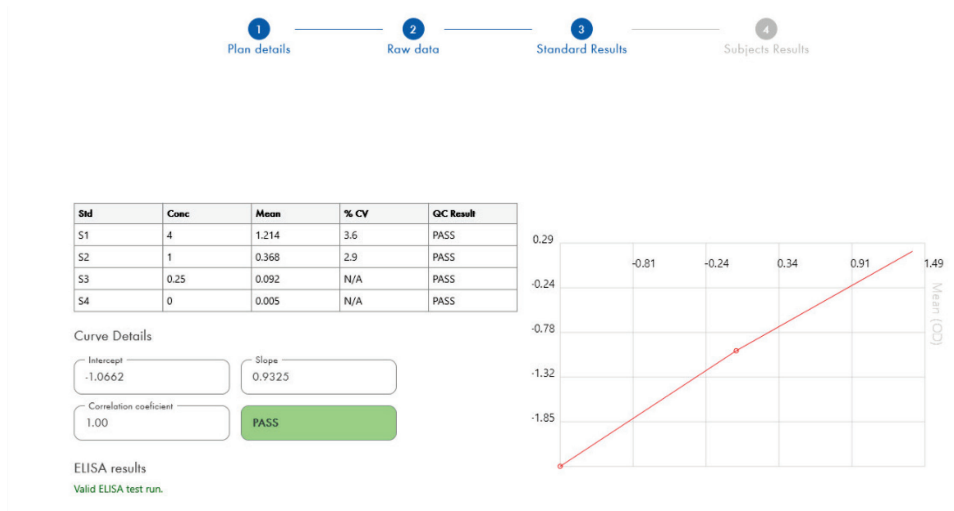 1 2 3 4
Plan details Raw data Standard Results Subjects Results
Std Conc Mean % CV QC Result
S1 4 1.214 3.6 PASS
S2 1 0.368 2.9 PASS
S3 0.25 0.092 N/A PASS
S4 0 0.005 N/A PASS
Curve Details
Intercept
-1.0662
Slope
0.9325
Correlation coeficient
1.00
PASS
ELISA results
Valid ELISA test run.
0.29
-0.81 -0.24 0.34 0.91 1.49
-0.24
-0.78
-1.32
-1.85
Mean (OD)